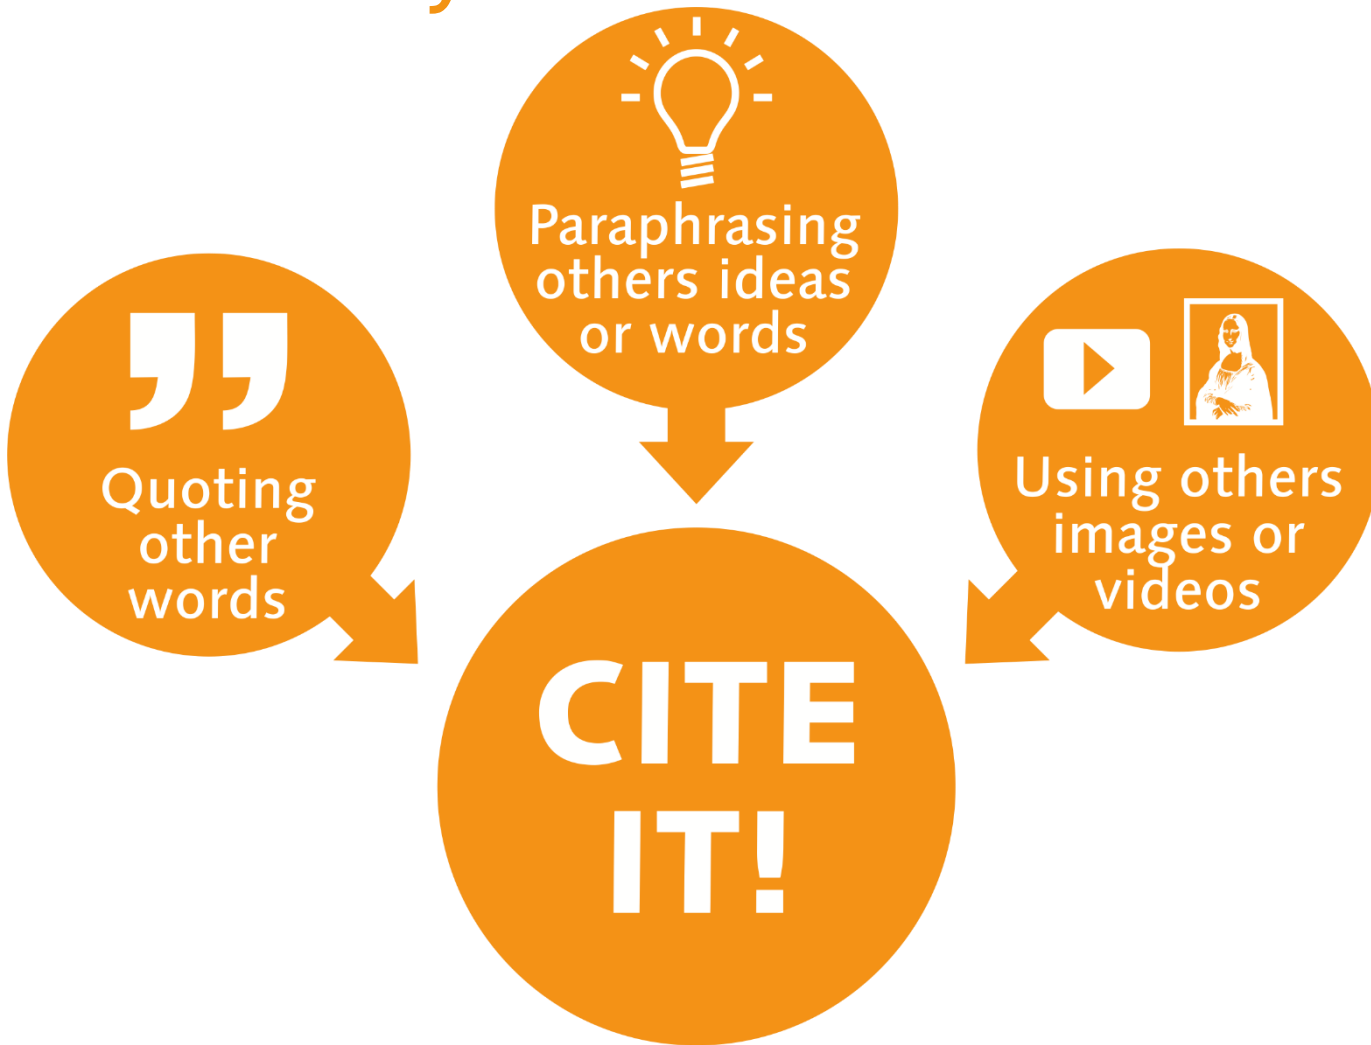 Paraphrasing
others ideas
or words
Quoting
other
words
Using others
images or
videos
CITE
IT!